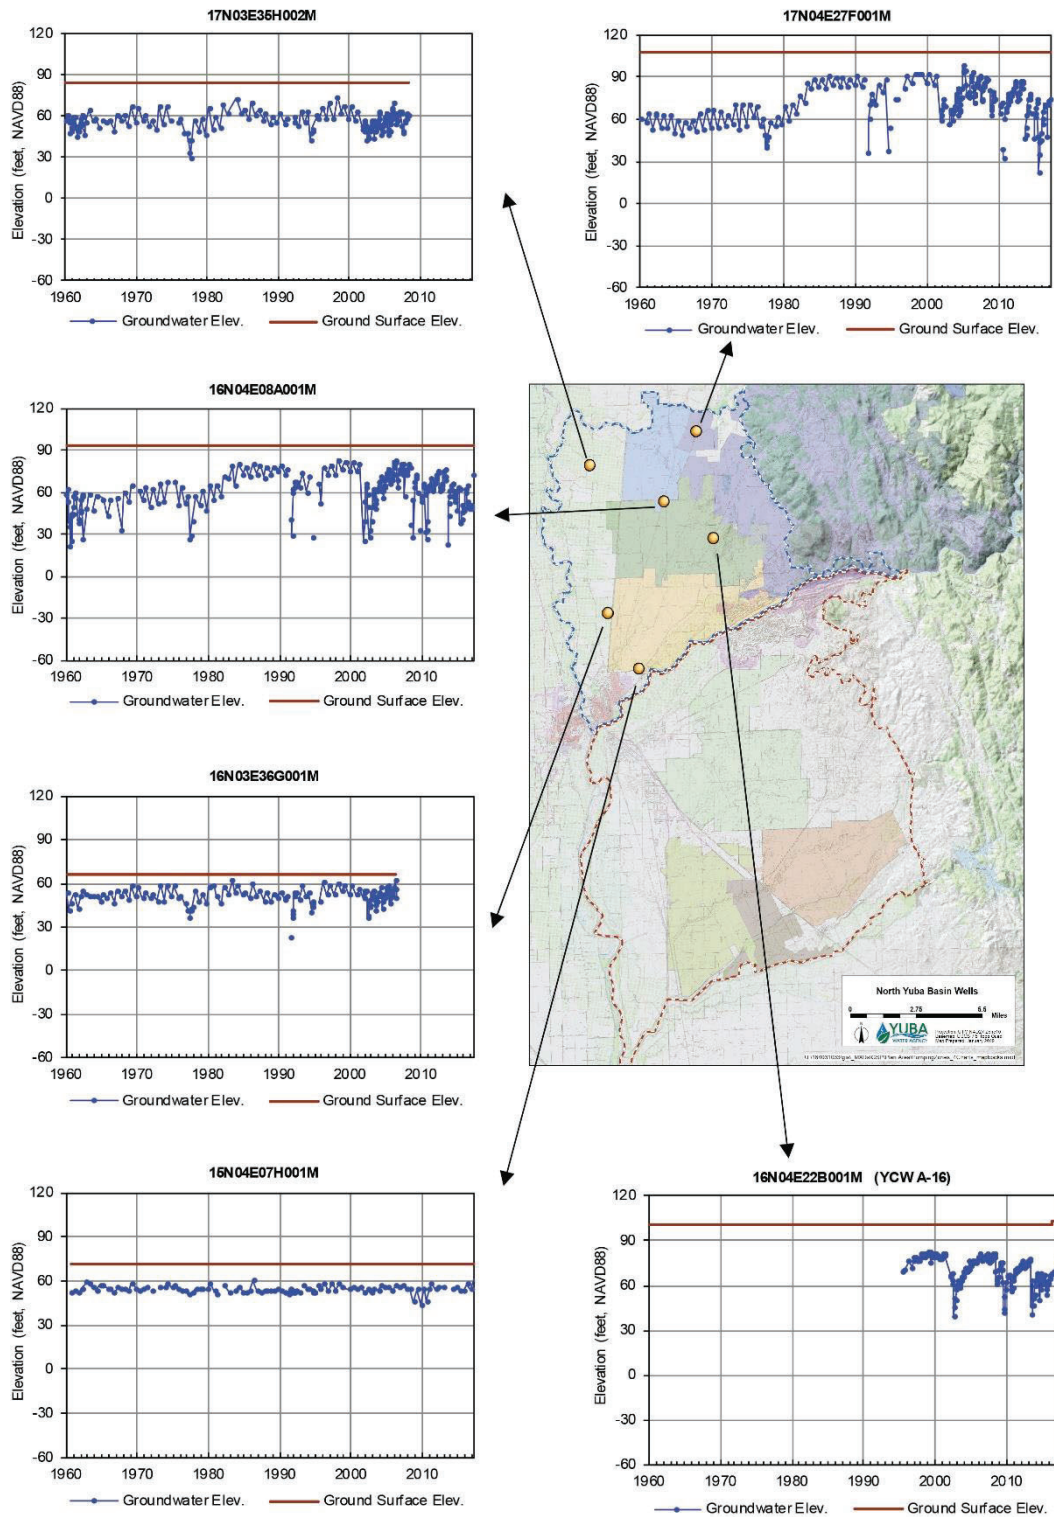 17N03E35H002M
Elevation (feet, NAVD88)
120
90
60
30
0
-30
-60
1960 1970 1980 1990 2000 2010
Groundwater Elev. Ground Surface Elev.
17N04E27F001M
Elevation (feet, NAVD88)
120
90
60
30
0
-30
-60
1960 1970 1980 1990 2000 2010
Groundwater Elev. Ground Surface Elev.
16N04E08A001M
Elevation (feet, NAVD88)
120
90
60
30
0
-30
-60
1960 1970 1980 1990 2000 2010
Groundwater Elev. Ground Surface Elev.
16N03E36G001M
Elevation (feet, NAVD88)
120
90
60
30
0
-30
-60
1960 1970 1980 1990 2000 2010
Groundwater Elev. Ground Surface Elev.
North Yuba Basin Wells
0 2.75 5.5
Miles
YUBA
WATER AGENCY
15N04E07H001M
Elevation (feet, NAVD88)
120
90
60
30
0
-30
-60
1960 1970 1980 1990 2000 2010
Groundwater Elev. Ground Surface Elev.
16N04E22B001M (YCWA-16)
Elevation (feet, NAVD88)
120
90
60
30
0
-30
-60
1960 1970 1980 1990 2000 2010
Groundwater Elev. Ground Surface Elev.